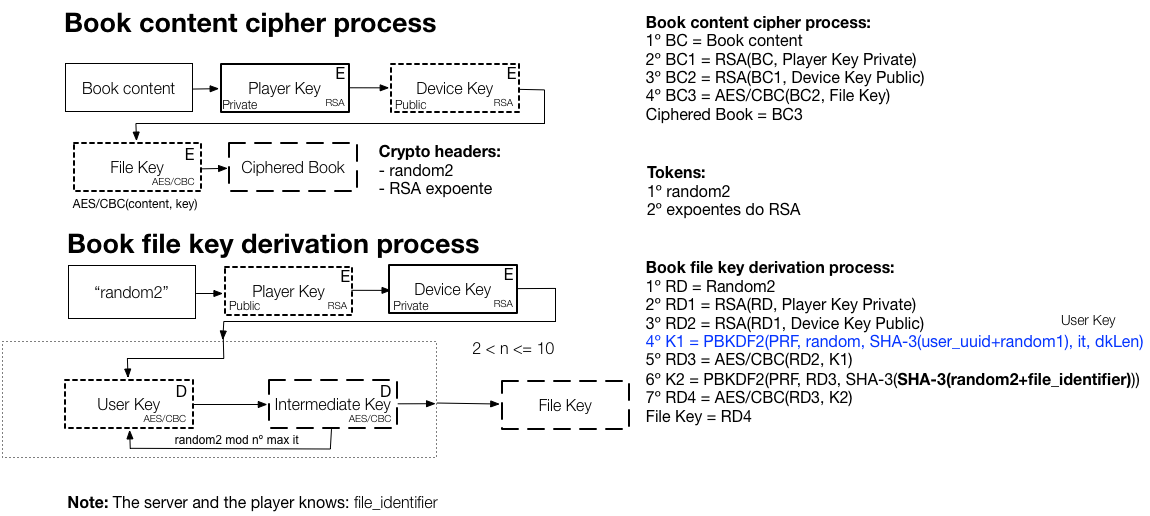 Book content cipher process
Book content
E
Player Key
Private
RSA
E
Device Key
Public
RSA
E
File Key
AES/CBC
Ciphered Book
AES/CBC(content, key)
Crypto headers:
- random2
- RSA expoente
Book file key derivation process
“random2”
E
Player Key
Public
RSA
E
Device Key
Private
RSA
2 < n <= 10
D
User Key
AES/CBC
D
Intermediate Key
AES/CBC
File Key
random2 mod nº max it
Note: The server and the player knows: file_identifier
Book content cipher process:
1º BC = Book content
2º BC1 = RSA(BC, Player Key Private)
3º BC2 = RSA(BC1, Device Key Public)
4º BC3 = AES/CBC(BC2, File Key)
Ciphered Book = BC3
Tokens:
1º random2
2º expoentes do RSA
Book file key derivation process:
1º RD = Random2
2º RD1 = RSA(RD, Player Key Private)
3º RD2 = RSA(RD1, Device Key Public)
User Key
4º K1 = PBKDF2(PRF, random, SHA-3(user_uuid+random1), it, dkLen)
5º RD3 = AES/CBC(RD2, K1)
6º K2 = PBKDF2(PRF, RD3, SHA-3(SHA-3(random2+file_identifier)))
7º RD4 = AES/CBC(RD3, K2)
File Key = RD4